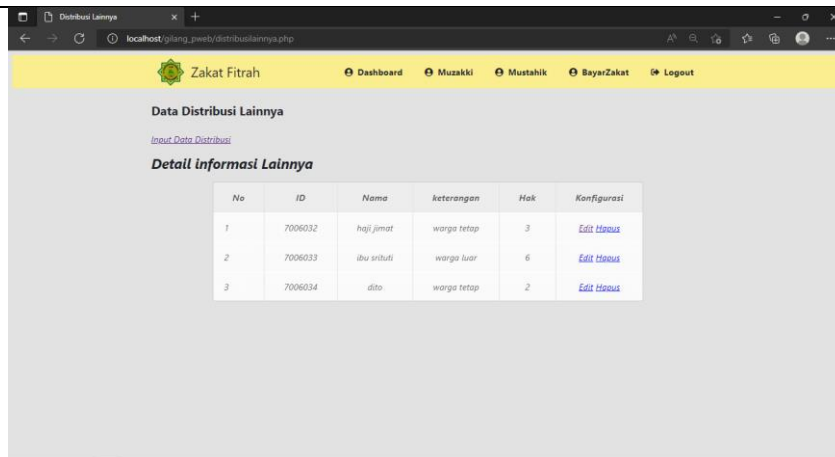 Distribusi Lainnya
localhost/gilang_pweb/distribusilainnya.php
Zakat Fitrah Dashboard Muzakki Mustahik BayarZakat Logout
Data Distribusi Lainnya
Input Data Distribusi
Detail informasi Lainnya
No ID Nama keterangan Hak Konfigurasi
1 7006032 haji jimat warga tetap 3 Edit Hapus
2 7006033 ibu srituti warga luar 6 Edit Hapus
3 7006034 dito warga tetap 2 Edit Hapus